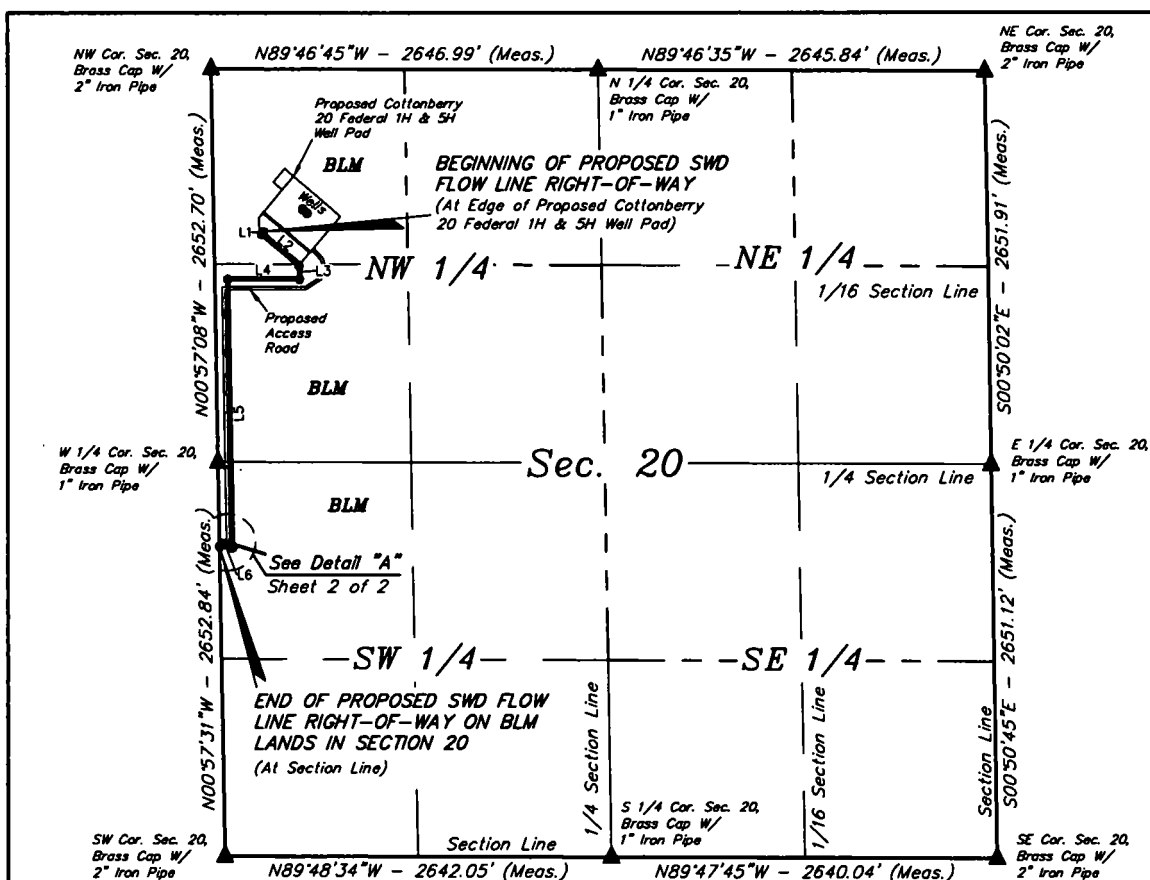 N89°46'45"W - 2646.99' (Meas.)
N89°46'35"W - 2645.84' (Meas.)
NW Cor. Sec. 20,
Brass Cap W/
2" Iron Pipe
N 1/4 Cor. Sec. 20,
Brass Cap W/
1" Iron Pipe
NE Cor. Sec. 20,
Brass Cap W/
2" Iron Pipe
Proposed Cottonberry
20 Federal 1H & 5H
Well Pad
BLM
BEGINNING OF PROPOSED SWD
FLOW LINE RIGHT-OF-WAY
(At Edge of Proposed Cottonberry
20 Federal 1H & 5H Well Pad)
Wells
L1
L2
L3
L4
N00°57'08"W - 2652.70' (Meas.)
S00°50'02"E - 2651.91' (Meas.)
NW 1/4
NE 1/4
1/16 Section Line
Proposed
Access
Road
BLM
L5
W 1/4 Cor. Sec. 20,
Brass Cap W/
1" Iron Pipe
Sec. 20
1/4 Section Line
E 1/4 Cor. Sec. 20,
Brass Cap W/
1" Iron Pipe
BLM
See Detail "A"
Sheet 2 of 2
L6
N00°57'31"W - 2652.84' (Meas.)
S00°50'45"E - 2651.12' (Meas.)
SW 1/4
SE 1/4
END OF PROPOSED SWD FLOW
LINE RIGHT-OF-WAY ON BLM
LANDS IN SECTION 20
(At Section Line)
1/4 Section Line
1/16 Section Line
Section Line
SW Cor. Sec. 20,
Brass Cap W/
2" Iron Pipe
Section Line
S 1/4 Cor. Sec. 20,
Brass Cap W/
1" Iron Pipe
SE Cor. Sec. 20,
Brass Cap W/
2" Iron Pipe
N89°48'34"W - 2642.05' (Meas.)
N89°47'45"W - 2640.04' (Meas.)